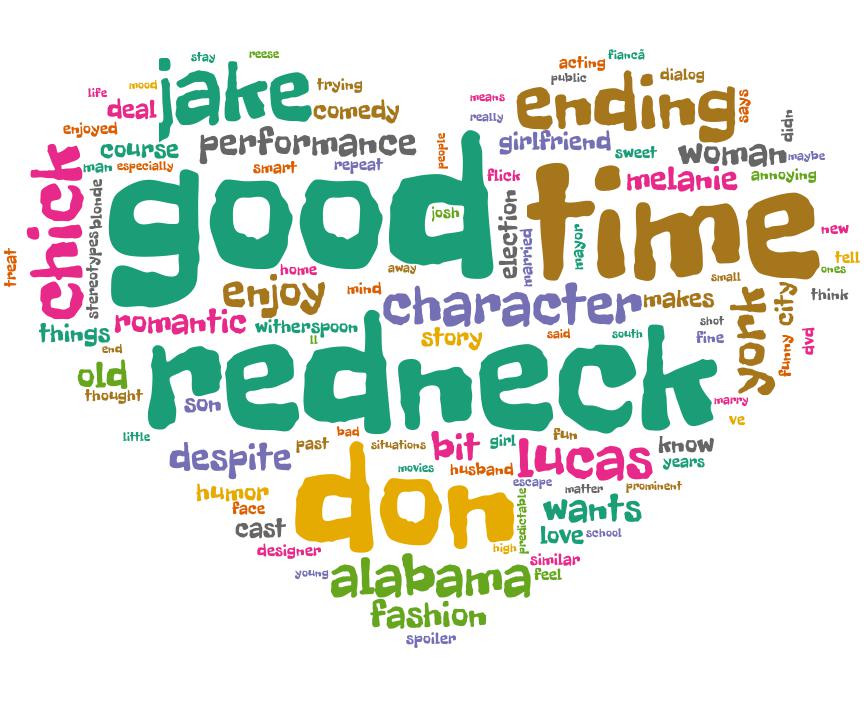 stay
reese
fiancã
acting
public
dialog
mood
trying
life
deal
jake
comedy
means
really
ending
says
enjoyed
course
performance
people
girlfriend
sweet
woman
didn
maybe
man
especially
smart
repeat
flick
melanie
annoying
chick
blonde
stereotypes
good
josh
election
married
time
mayor
new
tell
ones
treat
home
away
small
think
enjoy
mind
character
makes
city
york
things
romantic
witherspoon
story
said
south
shot
fine
funny
dvd
ll
end
redneck
old
thought
son
marry
ve
little
bad
situations
fun
despite
past
bit
girl
lucas
know
movies
husband
years
escape
matter
prominent
humor
face
don
predictable
wants
cast
love
school
designer
high
similar
young
alabama
feel
fashion
spoiler